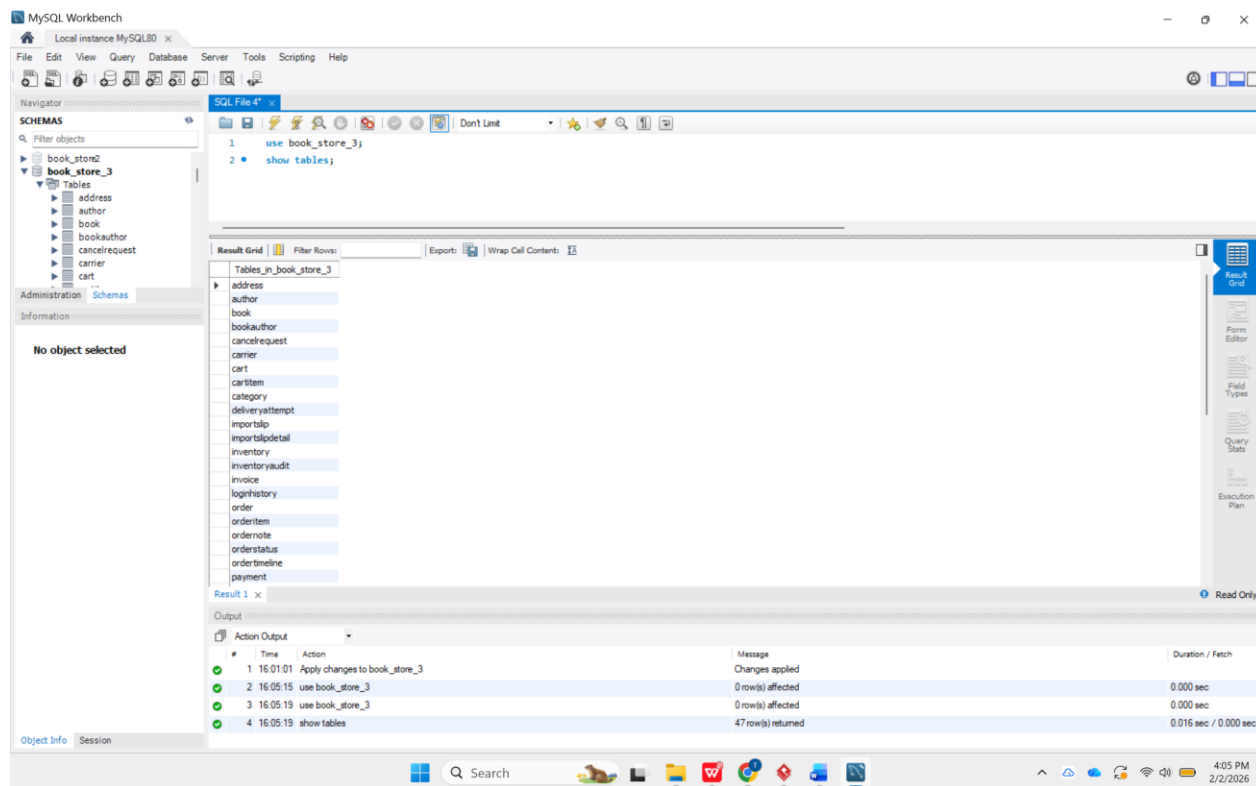 MySQL Workbench
Local instance MySQL80
File Edit View Query Database Server Tools Scripting Help
Navigator
SCHEMAS
Filter objects
book_store2
book_store_3
Tables
address
author
book
bookauthor
cancelrequest
carrier
cart
Administration Schemas
Information
No object selected
Object Info Session
SQL File 4*
Don't Limit
1 use book_store_3;
2 show tables;
Result Grid Filter Rows: Export: Wrap Cell Content:
Tables_in_book_store_3
address
author
book
bookauthor
cancelrequest
carrier
cart
cartitem
category
deliveryattempt
importslip
importslipdetail
inventory
inventoryaudit
invoice
loginhistory
order
orderitem
ordernote
orderstatus
ordertimeline
payment
Result Grid
Form Editor
Field Types
Query Stats
Execution Plan
Result 1 Read Only
Output
Action Output
# Time Action Message Duration / Fetch
1 16:01:01 Apply changes to book_store_3 Changes applied
2 16:05:15 use book_store_3 0 row(s) affected 0.000 sec
3 16:05:19 use book_store_3 0 row(s) affected 0.000 sec
4 16:05:19 show tables 47 row(s) returned 0.016 sec / 0.000 sec
Search
4:05 PM
2/2/2026